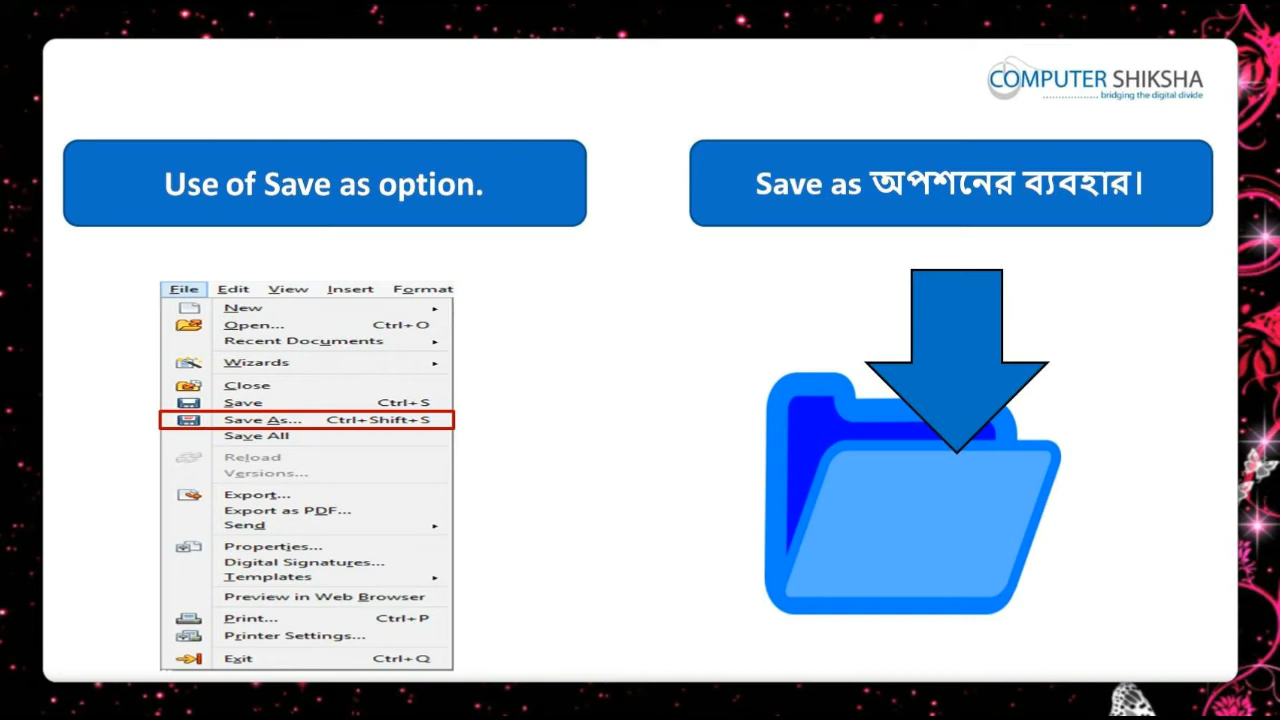 COMPUTER SHIKSHA
.................. bridging the digital divide
Use of Save as option.
Save as অপশনের ব্যবহার।
File Edit View Insert Format
New
Open... Ctrl+O
Recent Documents
Wizards
Close
Save Ctrl+S
Save As... Ctrl+Shift+S
Save All
Reload
Versions...
Export...
Export as PDF...
Send
Properties...
Digital Signatures...
Templates
Preview in Web Browser
Print... Ctrl+P
Printer Settings...
Exit Ctrl+Q